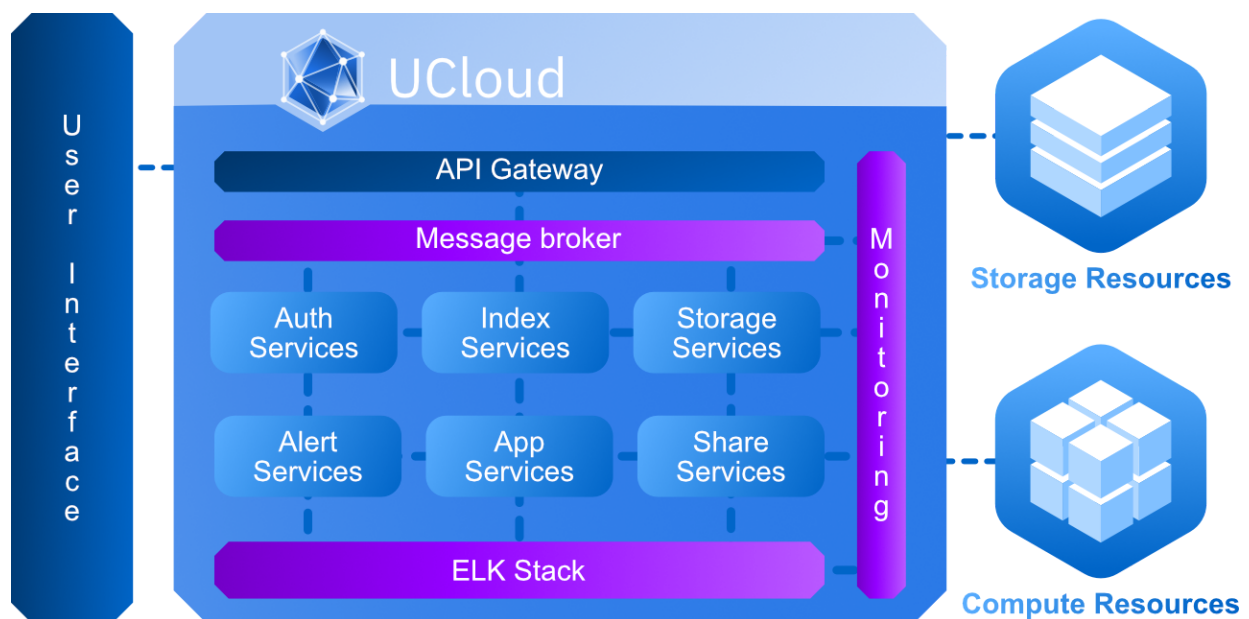 User Interface
UCloud
API Gateway
Message broker
Monitoring
Auth
Services
Index
Services
Storage
Services
Alert
Services
App
Services
Share
Services
ELK Stack
Storage Resources
Compute Resources